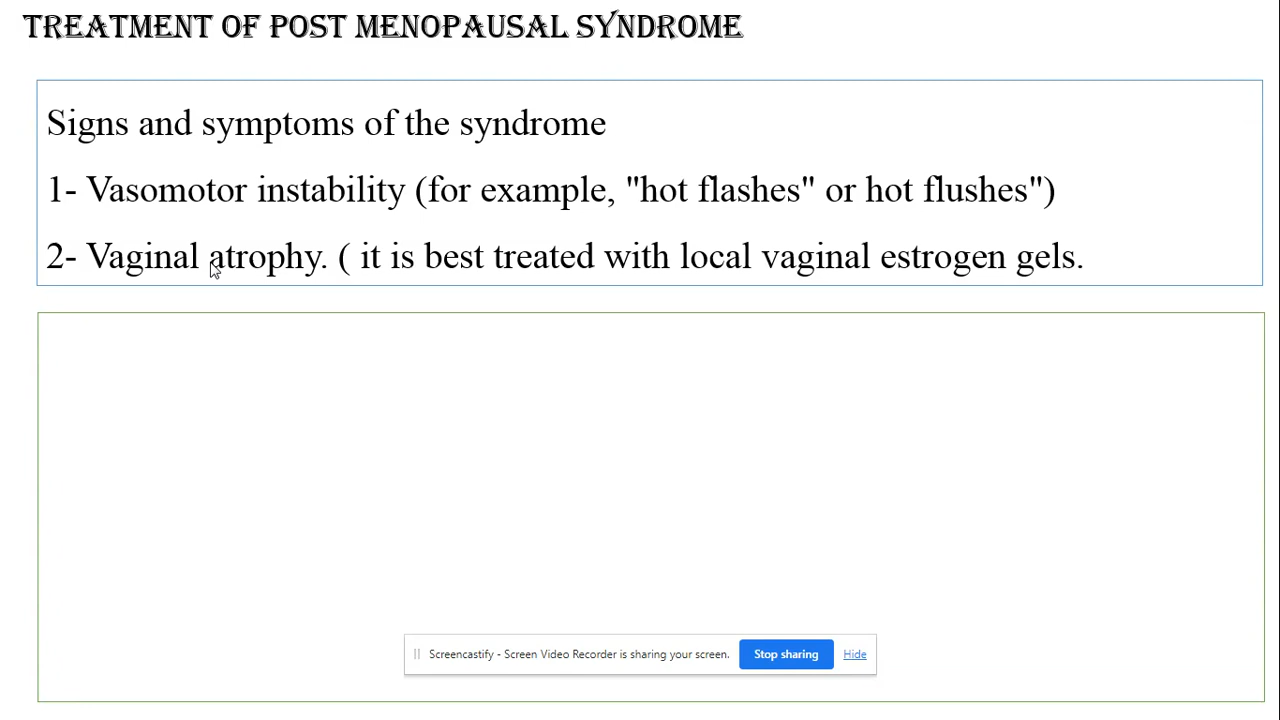 TREATMENT OF POST MENOPAUSAL SYNDROME
Signs and symptoms of the syndrome
1- Vasomotor instability (for example, "hot flashes" or hot flushes")
2- Vaginal atrophy. ( it is best treated with local vaginal estrogen gels.
Screencastify - Screen Video Recorder is sharing your screen. Stop sharing Hide